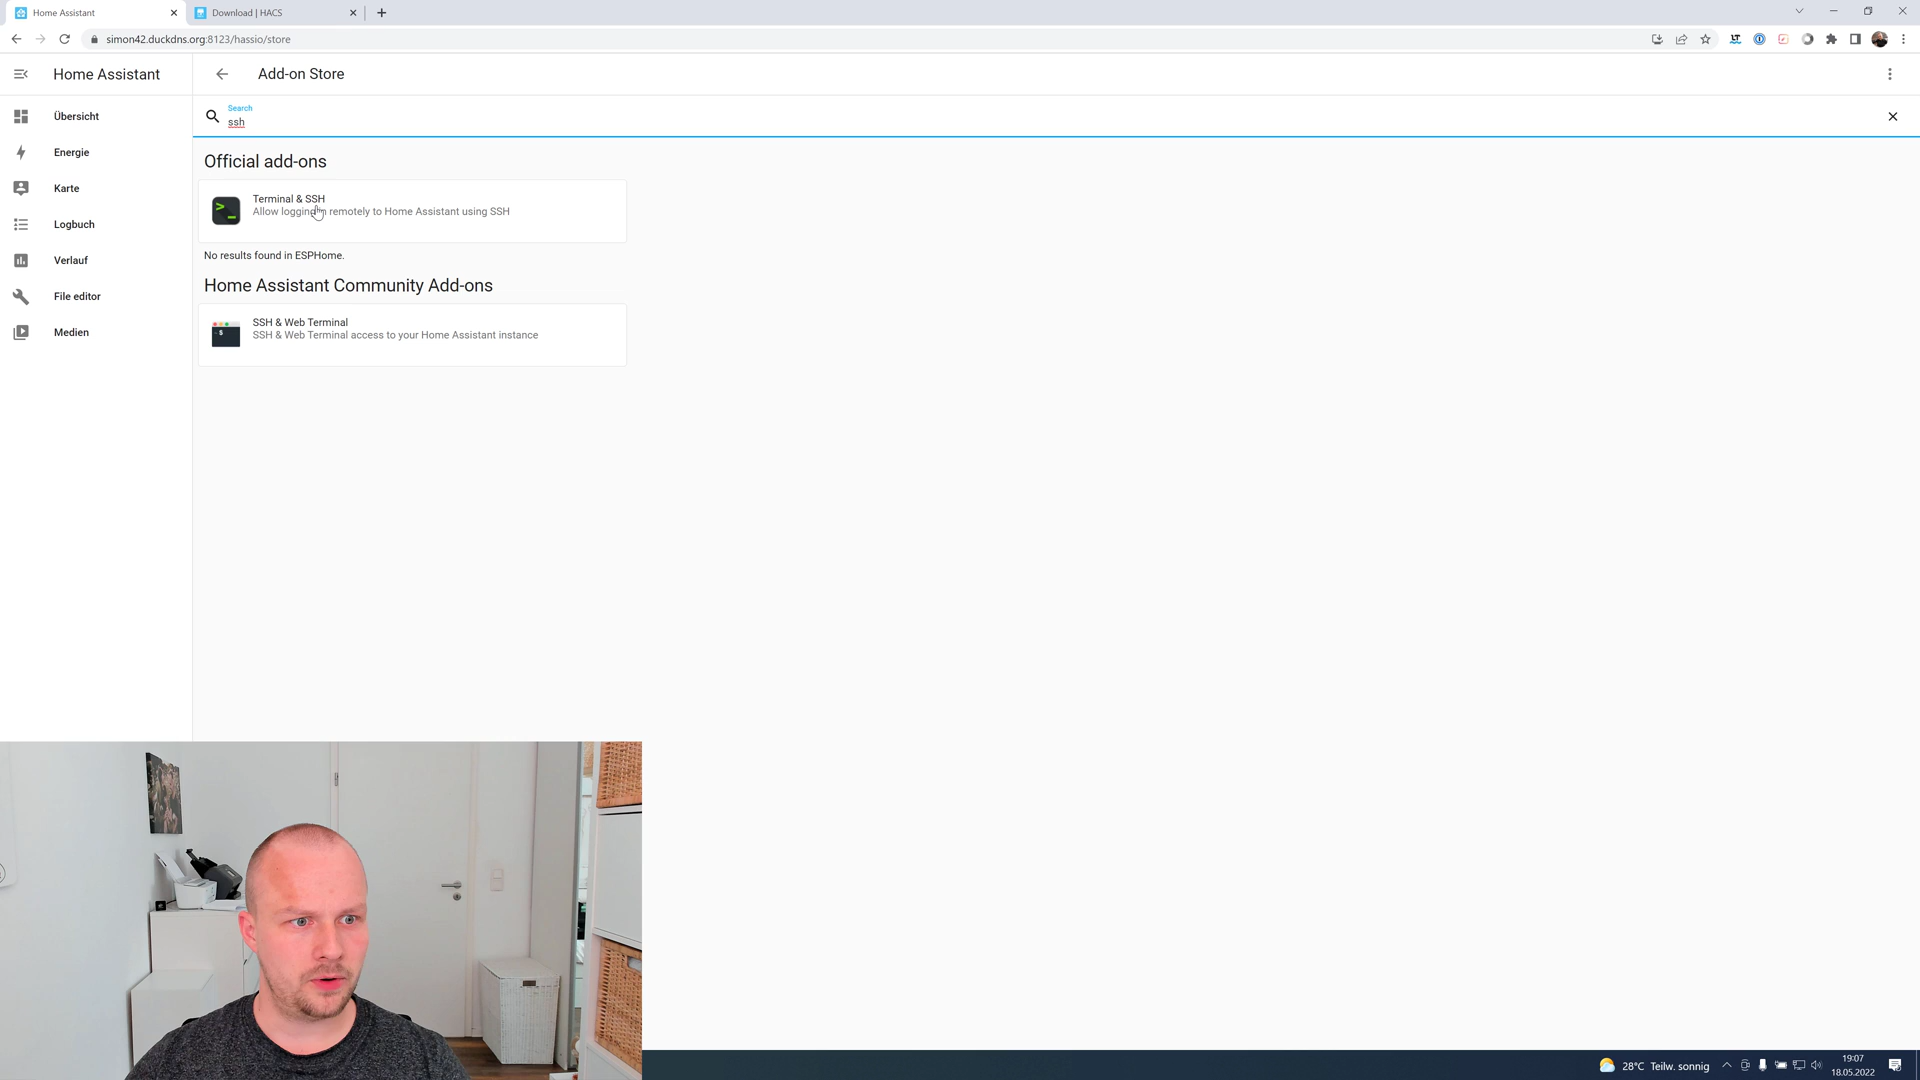 Home Assistant
Download | HACS
simon42.duckdns.org:8123/hassio/store
Home Assistant
Add-on Store
Search
ssh
Übersicht
Energie
Karte
Logbuch
Verlauf
File editor
Medien
Official add-ons
Terminal & SSH
Allow logging remotely to Home Assistant using SSH
No results found in ESPHome.
Home Assistant Community Add-ons
SSH & Web Terminal
SSH & Web Terminal access to your Home Assistant instance
28°C Teilw. sonnig
19:07
18.05.2022